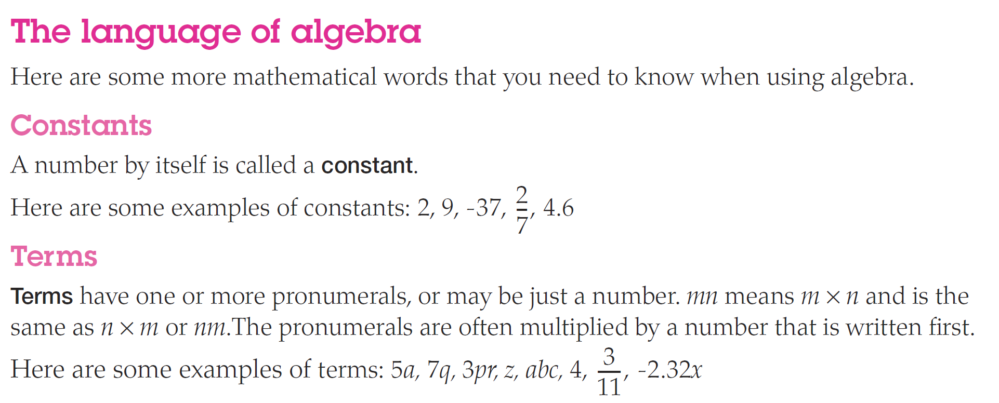 The language of algebra
Here are some more mathematical words that you need to know when using algebra.
Constants
A number by itself is called a constant.
Here are some examples of constants: 2, 9, -37, 2/7, 4.6
Terms
Terms have one or more pronumerals, or may be just a number. mn means m × n and is the
same as n × m or nm.The pronumerals are often multiplied by a number that is written first.
Here are some examples of terms: 5a, 7q, 3pr, z, abc, 4, 3/11, -2.32x